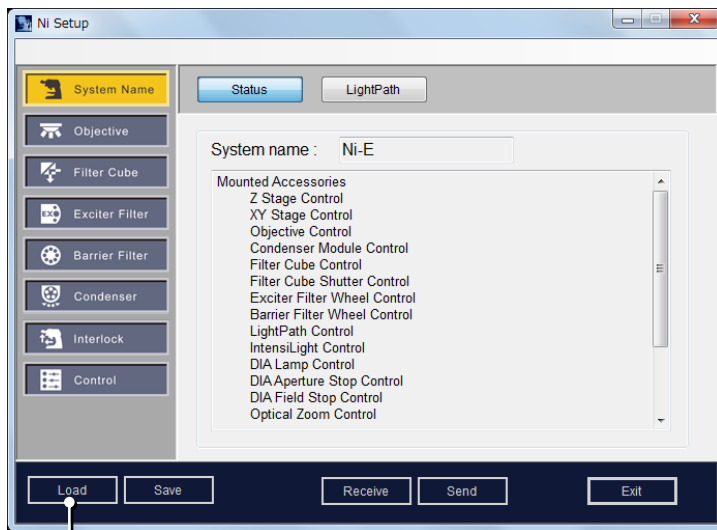 Ni Setup
System Name
Objective
Filter Cube
EXC
Exciter Filter
Barrier Filter
Condenser
Interlock
Control
Status
LightPath
System name :
Ni-E
Mounted Accessories
Z Stage Control
XY Stage Control
Objective Control
Condenser Module Control
Filter Cube Control
Filter Cube Shutter Control
Exciter Filter Wheel Control
Barrier Filter Wheel Control
LightPath Control
IntensiLight Control
DIA Lamp Control
DIA Aperture Stop Control
DIA Field Stop Control
Optical Zoom Control
Load
Save
Receive
Send
Exit